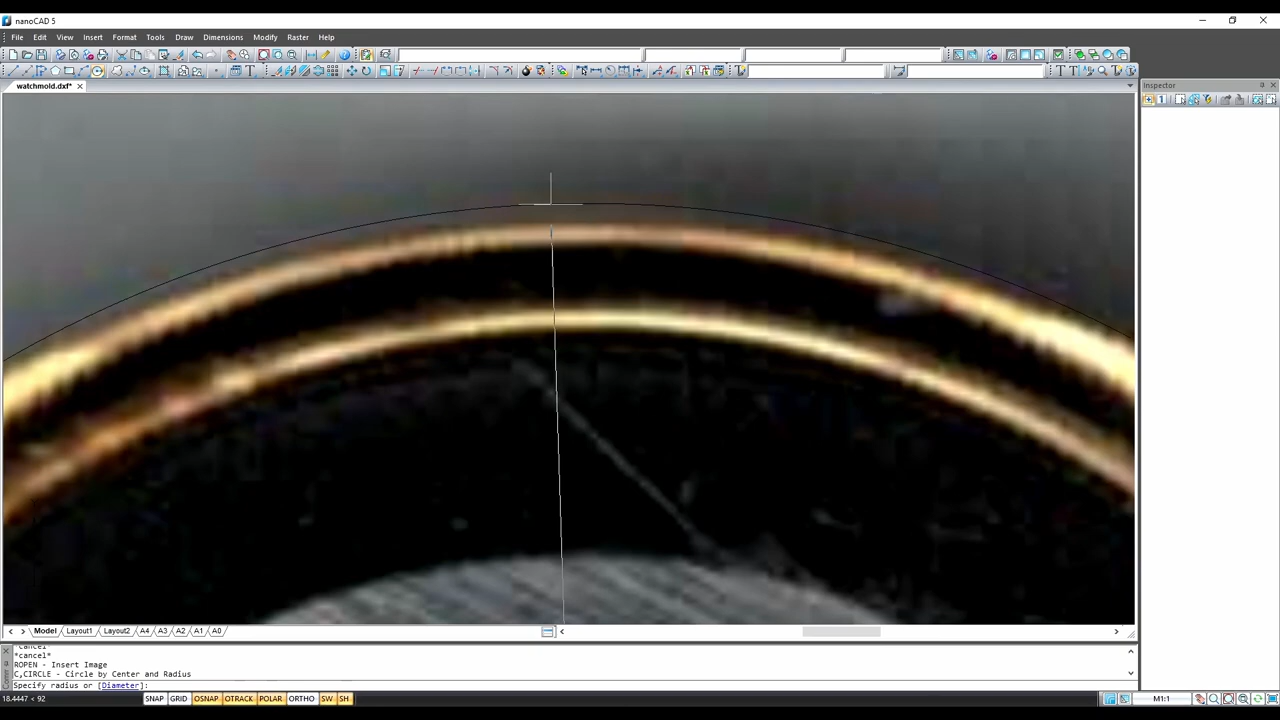 nanoCAD 5
File Edit View Insert Format Tools Draw Dimensions Modify Raster Help
watchmold.dxf*
Inspector
Model Layout1 Layout2 A4 A3 A2 A1 A0
*cancel*
*cancel*
ROPEN - Insert Image
C,CIRCLE - Circle by Center and Radius
Specify radius or [Diameter]:
18.4447 < 92 SNAP GRID OSNAP OTRACK POLAR ORTHO SW SH M1:1